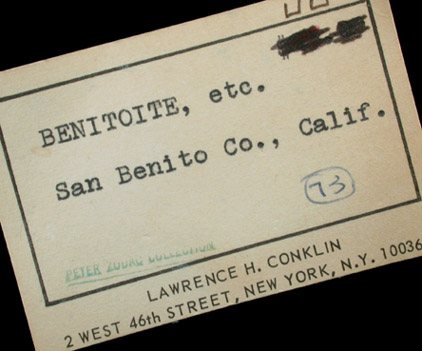 BENITOITE, etc.
San Benito Co., Calif.
73
PETER ZODAC COLLECTION
LAWRENCE H. CONKLIN
2 WEST 46th STREET, NEW YORK, N.Y. 10036